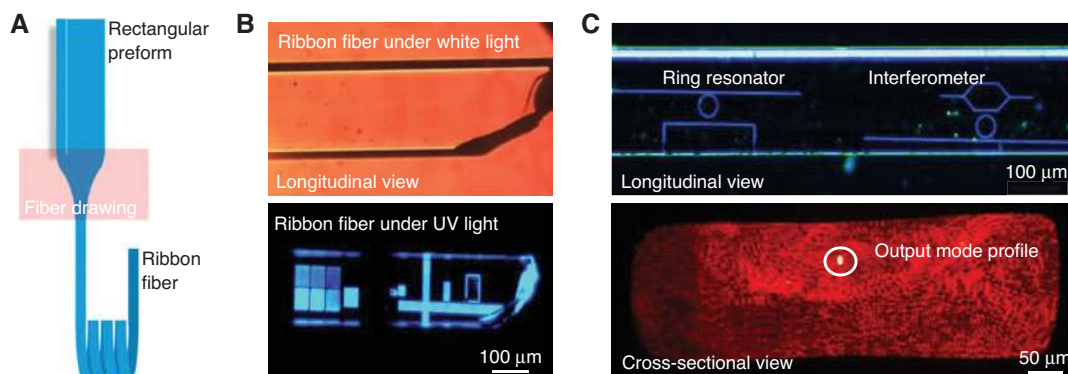 A
Rectangular
preform
Fiber drawing
Ribbon
fiber
B
Ribbon fiber under white light
Longitudinal view
Ribbon fiber under UV light
100 μm
C
Ring resonator
Interferometer
100 μm
Longitudinal view
Output mode profile
Cross-sectional view
50 μm